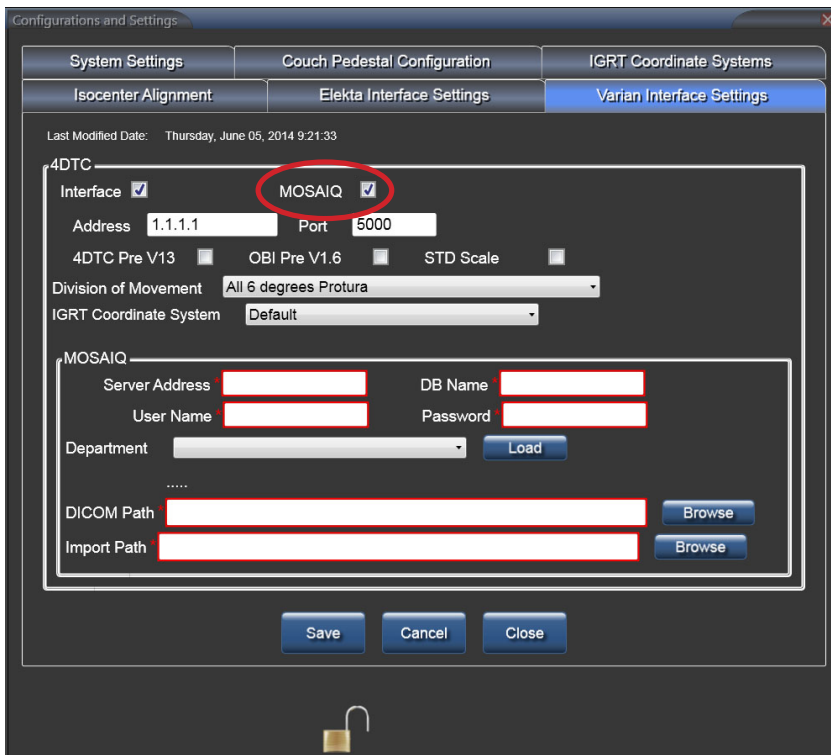 Configurations and Settings
System Settings Couch Pedestal Configuration IGRT Coordinate Systems
Isocenter Alignment Elekta Interface Settings Varian Interface Settings
Last Modified Date: Thursday, June 05, 2014 9:21:33
4DTC
Interface MOSAIQ
Address 1.1.1.1 Port 5000
4DTC Pre V13 OBI Pre V1.6 STD Scale
Division of Movement All 6 degrees Protura
IGRT Coordinate System Default
MOSAIQ
Server Address * DB Name *
User Name * Password *
Department Load
.....
DICOM Path * Browse
Import Path * Browse
Save Cancel Close